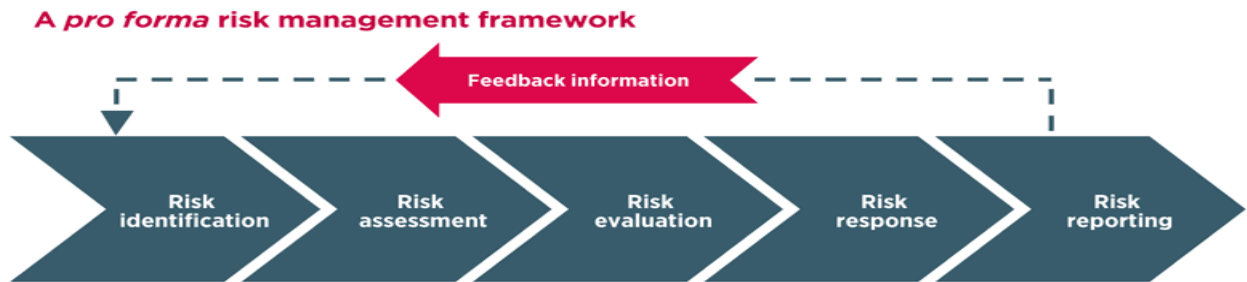 A pro forma risk management framework
Feedback information
Risk
identification
Risk
assessment
Risk
evaluation
Risk
response
Risk
reporting